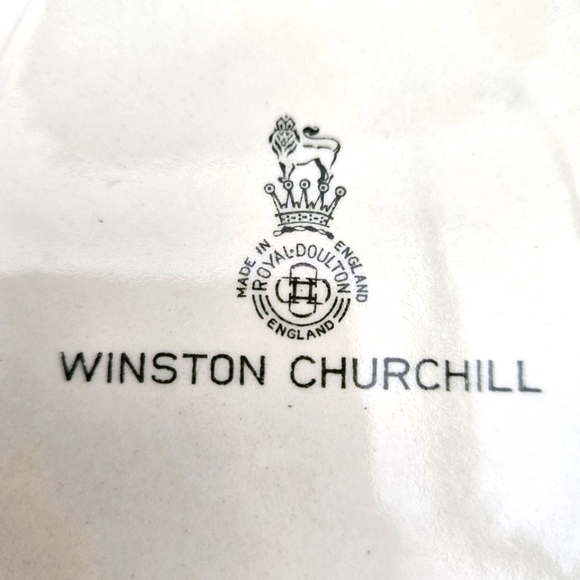 MADE IN ENGLAND
ROYAL·DOULTON
ENGLAND
WINSTON CHURCHILL